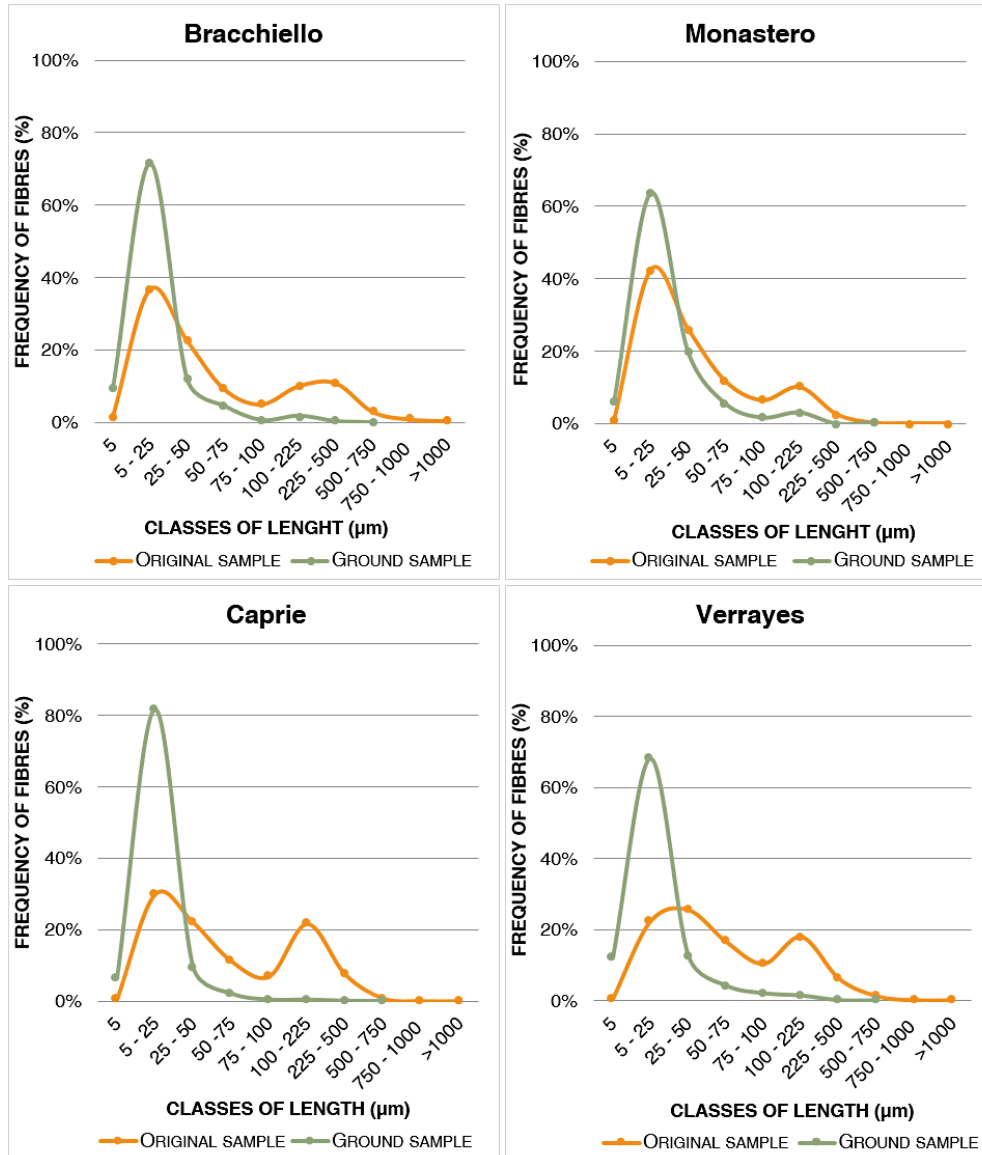 Bracchiello
100%
80%
60%
40%
20%
0%
FREQUENCY OF FIBRES (%)
5
5 - 25
25 - 50
50 -75
75 - 100
100 - 225
225 - 500
500 - 750
750 - 1000
>1000
CLASSES OF LENGHT (µm)
ORIGINAL SAMPLE GROUND SAMPLE
Monastero
100%
80%
60%
40%
20%
0%
FREQUENCY OF FIBRES (%)
5
5 - 25
25 - 50
50 -75
75 - 100
100 - 225
225 - 500
500 - 750
750 - 1000
>1000
CLASSES OF LENGHT (µm)
ORIGINAL SAMPLE GROUND SAMPLE
Caprie
100%
80%
60%
40%
20%
0%
FREQUENCY OF FIBRES (%)
5
5 - 25
25 - 50
50 -75
75 - 100
100 - 225
225 - 500
500 - 750
750 - 1000
>1000
CLASSES OF LENGTH (µm)
ORIGINAL SAMPLE GROUND SAMPLE
Verrayes
100%
80%
60%
40%
20%
0%
FREQUENCY OF FIBRES (%)
5
5 - 25
25 - 50
50 -75
75 - 100
100 - 225
225 - 500
500 - 750
750 - 1000
>1000
CLASSES OF LENGTH (µm)
ORIGINAL SAMPLE GROUND SAMPLE